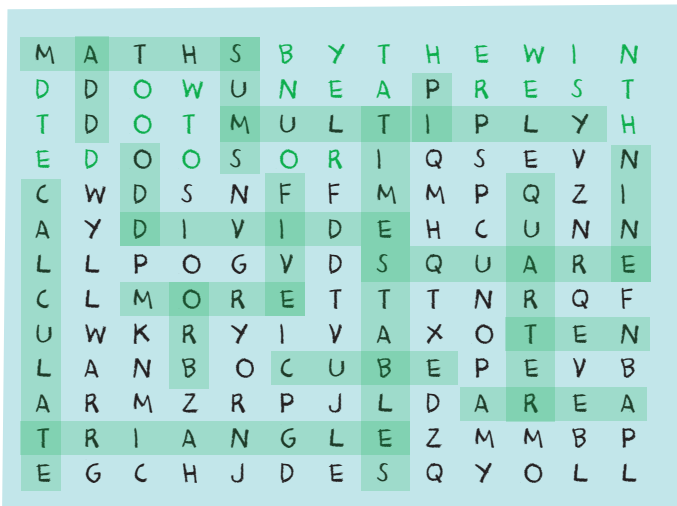 M A T H S B Y T H E W I N
D D O W N E A P R E S T
T D O T M U L T I P L Y H
E D O O S O R I Q S E V N
C W D S N F F M M P Q Z I
A Y D I V I D E H C U N N
L L P O G V D S Q U A R E
C L M O R E T T T N R Q F
U W K R Y I V A X O T E N
L A N B O C U B E P E V B
A R M Z R P J L D A R E A
T R I A N G L E Z M M B P
E G C H J D E S Q Y O L L